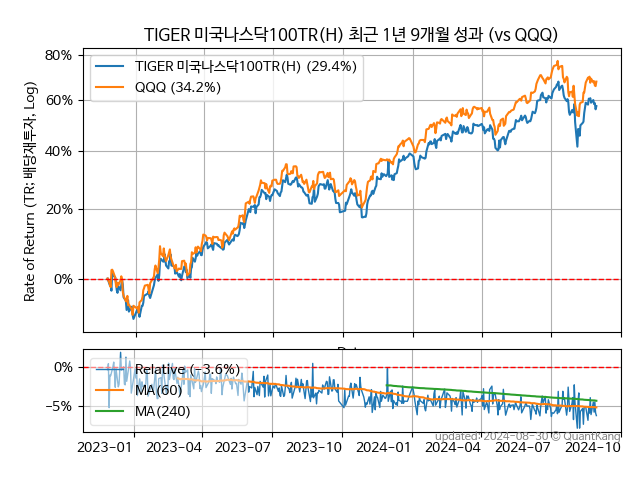 TIGER 미국나스닥100TR(H) 최근 1년 9개월 성과 (vs QQQ)
Rate of Return (TR: 배당재투자, Log)
80%
60%
40%
20%
0%
TIGER 미국나스닥100TR(H) (29.4%)
QQQ (34.2%)
0%
−5%
Relative (−3.6%)
MA(60)
MA(240)
updated: 2024-08-30 © QuantKang
2023−01
2023−04
2023−07
2023−10
2024−01
2024−04
2024−07
2024−10